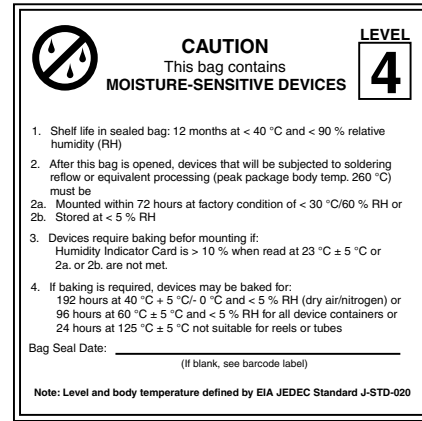 LEVEL
CAUTION
4
This bag contains
MOISTURE-SENSITIVE DEVICES
1. Shelf life in sealed bag: 12 months at < 40 °C and < 90 % relative
humidity (RH)
2. After this bag is opened, devices that will be subjected to soldering
reflow or equivalent processing (peak package body temp. 260 °C)
must be
2a. Mounted within 72 hours at factory condition of < 30 °C/60 % RH or
2b. Stored at < 5 % RH
3. Devices require baking befor mounting if:
Humidity Indicator Card is > 10 % when read at 23 °C ± 5 °C or
2a. or 2b. are not met.
4. If baking is required, devices may be baked for:
192 hours at 40 °C + 5 °C/- 0 °C and < 5 % RH (dry air/nitrogen) or
96 hours at 60 °C ± 5 °C and < 5 % RH for all device containers or
24 hours at 125 °C ± 5 °C not suitable for reels or tubes
Bag Seal Date:
(If blank, see barcode label)
Note: Level and body temperature defined by EIA JEDEC Standard J-STD-020